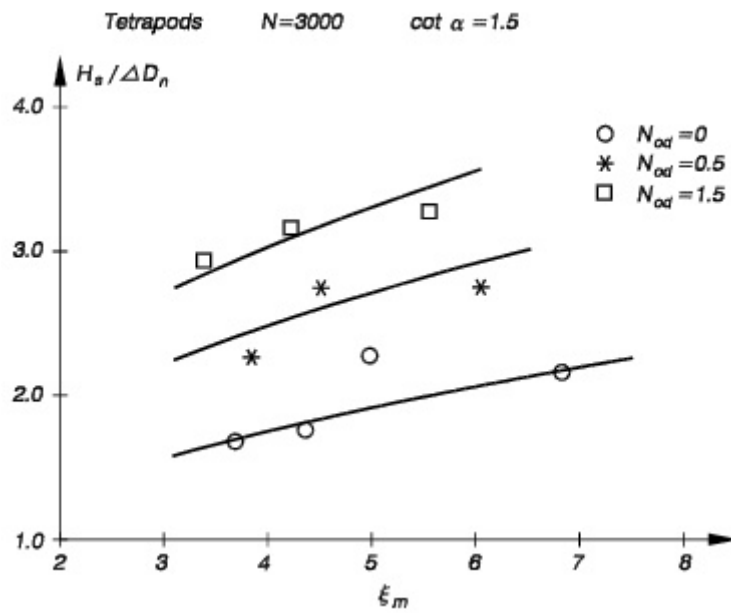 Tetrapods N=3000 cot α =1.5
H_s / △D_n
4.0
3.0
2.0
1.0
○ N_od =0
✳ N_od =0.5
□ N_od =1.5
2 3 4 5 6 7 8
ξ_m